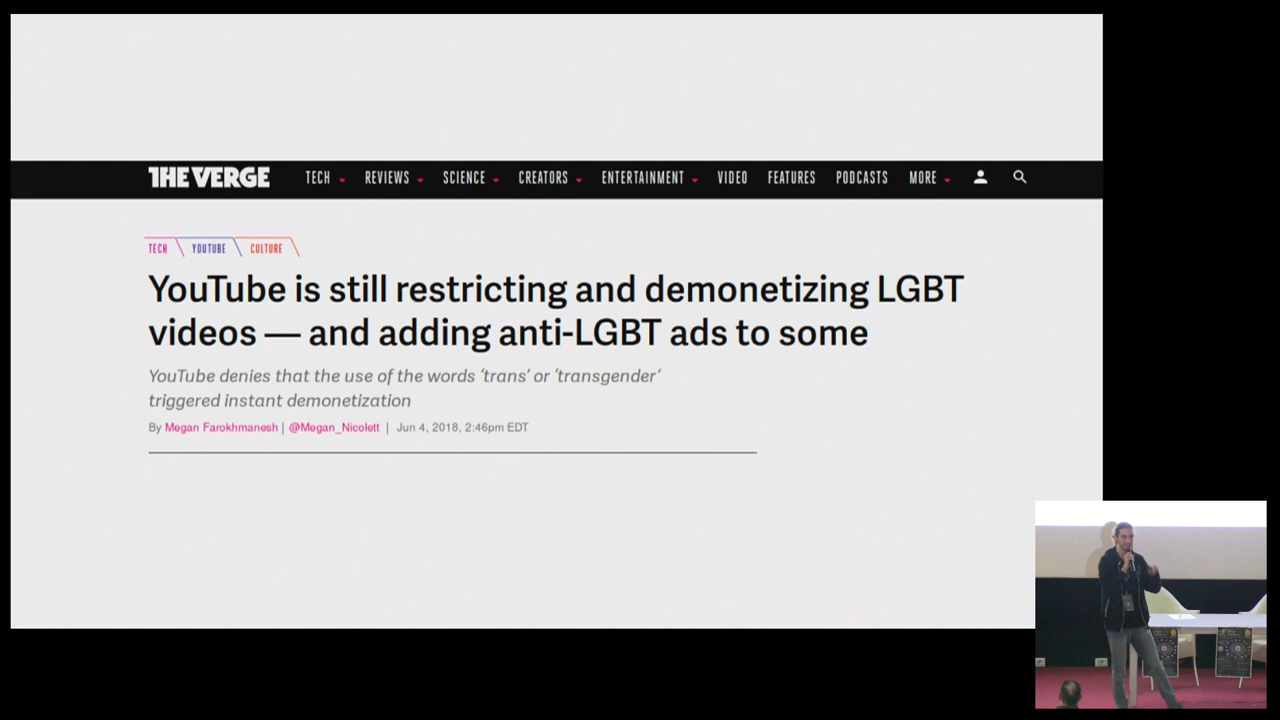 THE VERGE TECH REVIEWS SCIENCE CREATORS ENTERTAINMENT VIDEO FEATURES PODCASTS MORE
TECH YOUTUBE CULTURE
YouTube is still restricting and demonetizing LGBT
videos — and adding anti-LGBT ads to some
YouTube denies that the use of the words ‘trans’ or ‘transgender’
triggered instant demonetization
By Megan Farokhmanesh | @Megan_Nicolett | Jun 4, 2018, 2:46pm EDT